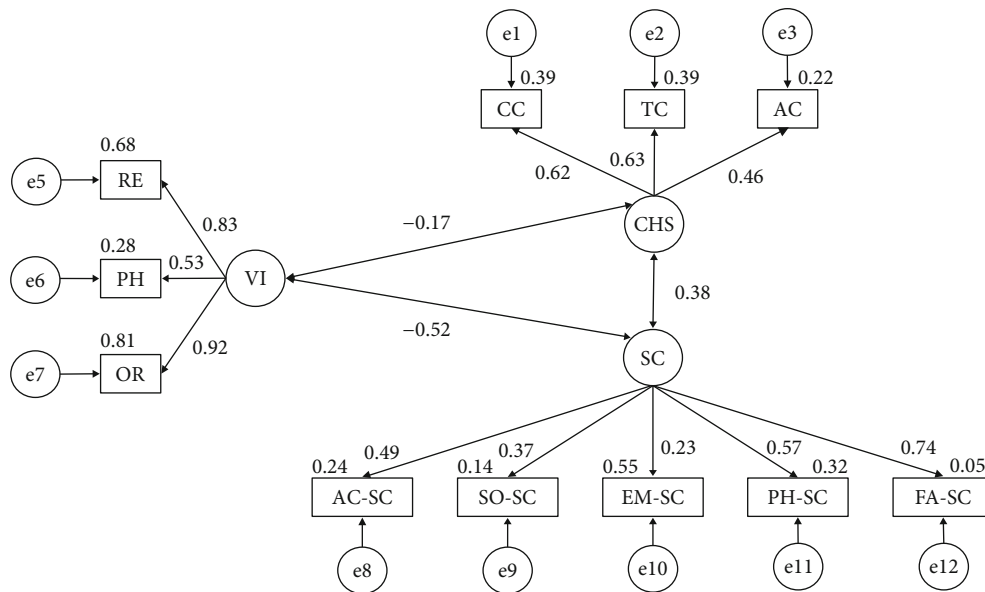 e1
e2
e3
0.39
0.39
0.22
CC
TC
AC
0.62
0.63
0.46
CHS
e5
0.68
RE
0.83
e6
0.28
PH
0.53
VI
e7
0.81
OR
0.92
−0.17
0.38
−0.52
SC
0.49
0.37
0.23
0.57
0.74
0.24
0.14
0.55
0.32
0.05
AC-SC
SO-SC
EM-SC
PH-SC
FA-SC
e8
e9
e10
e11
e12